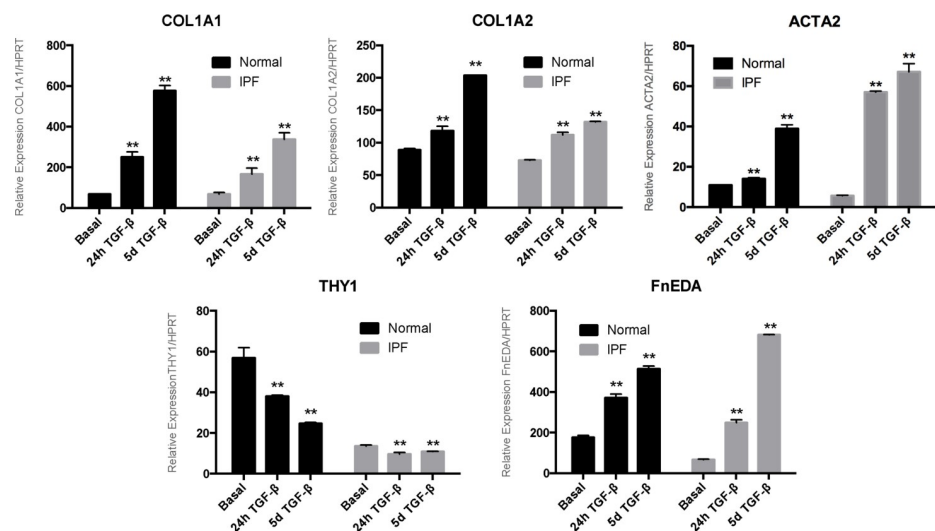 COL1A1
Relative Expression COL1A1/HPRT
800
600
400
200
0
Normal
IPF
**
**
**
**
Basal
24h TGF-β
5d TGF-β
Basal
24h TGF-β
5d TGF-β
COL1A2
Relative Expression COL1A2/HPRT
250
200
150
100
50
0
Normal
IPF
**
**
**
**
Basal
24h TGF-β
5d TGF-β
Basal
24h TGF-β
5d TGF-β
ACTA2
Relative Expression ACTA2/HPRT
80
60
40
20
0
Normal
IPF
**
**
**
**
Basal
24h TGF-β
5d TGF-β
Basal
24h TGF-β
5d TGF-β
THY1
Relative ExpressionTHY1/HPRT
80
60
40
20
0
Normal
IPF
**
**
**
**
Basal
24h TGF-β
5d TGF-β
Basal
24h TGF-β
5d TGF-β
FnEDA
Relative Expression FnEDA/HPRT
800
600
400
200
0
Normal
IPF
**
**
**
**
Basal
24h TGF-β
5d TGF-β
Basal
24h TGF-β
5d TGF-β